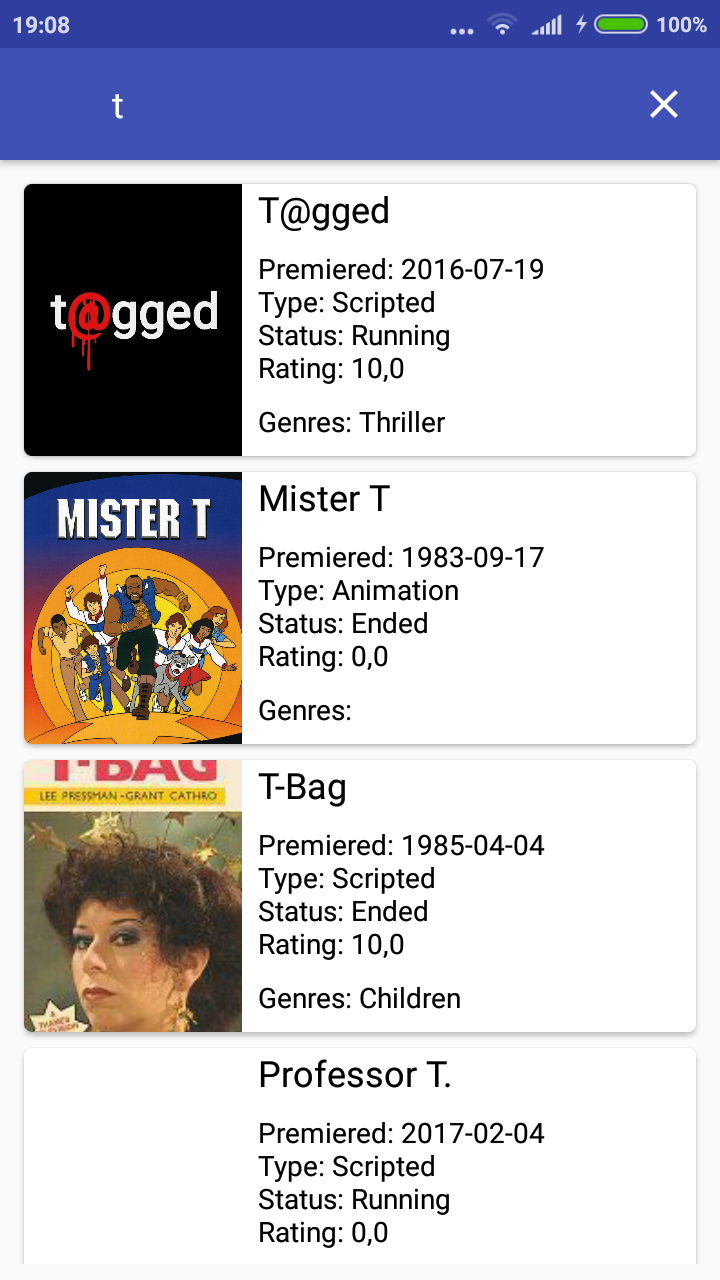 19:08
100%
t
t@gged
T@gged
Premiered: 2016-07-19
Type: Scripted
Status: Running
Rating: 10,0
Genres: Thriller
MISTER T
Mister T
Premiered: 1983-09-17
Type: Animation
Status: Ended
Rating: 0,0
Genres:
T-BAG
LEE PRESSMAN - GRANT CATHRO
T-Bag
Premiered: 1985-04-04
Type: Scripted
Status: Ended
Rating: 10,0
Genres: Children
A
THAMES
Professor T.
Premiered: 2017-02-04
Type: Scripted
Status: Running
Rating: 0,0